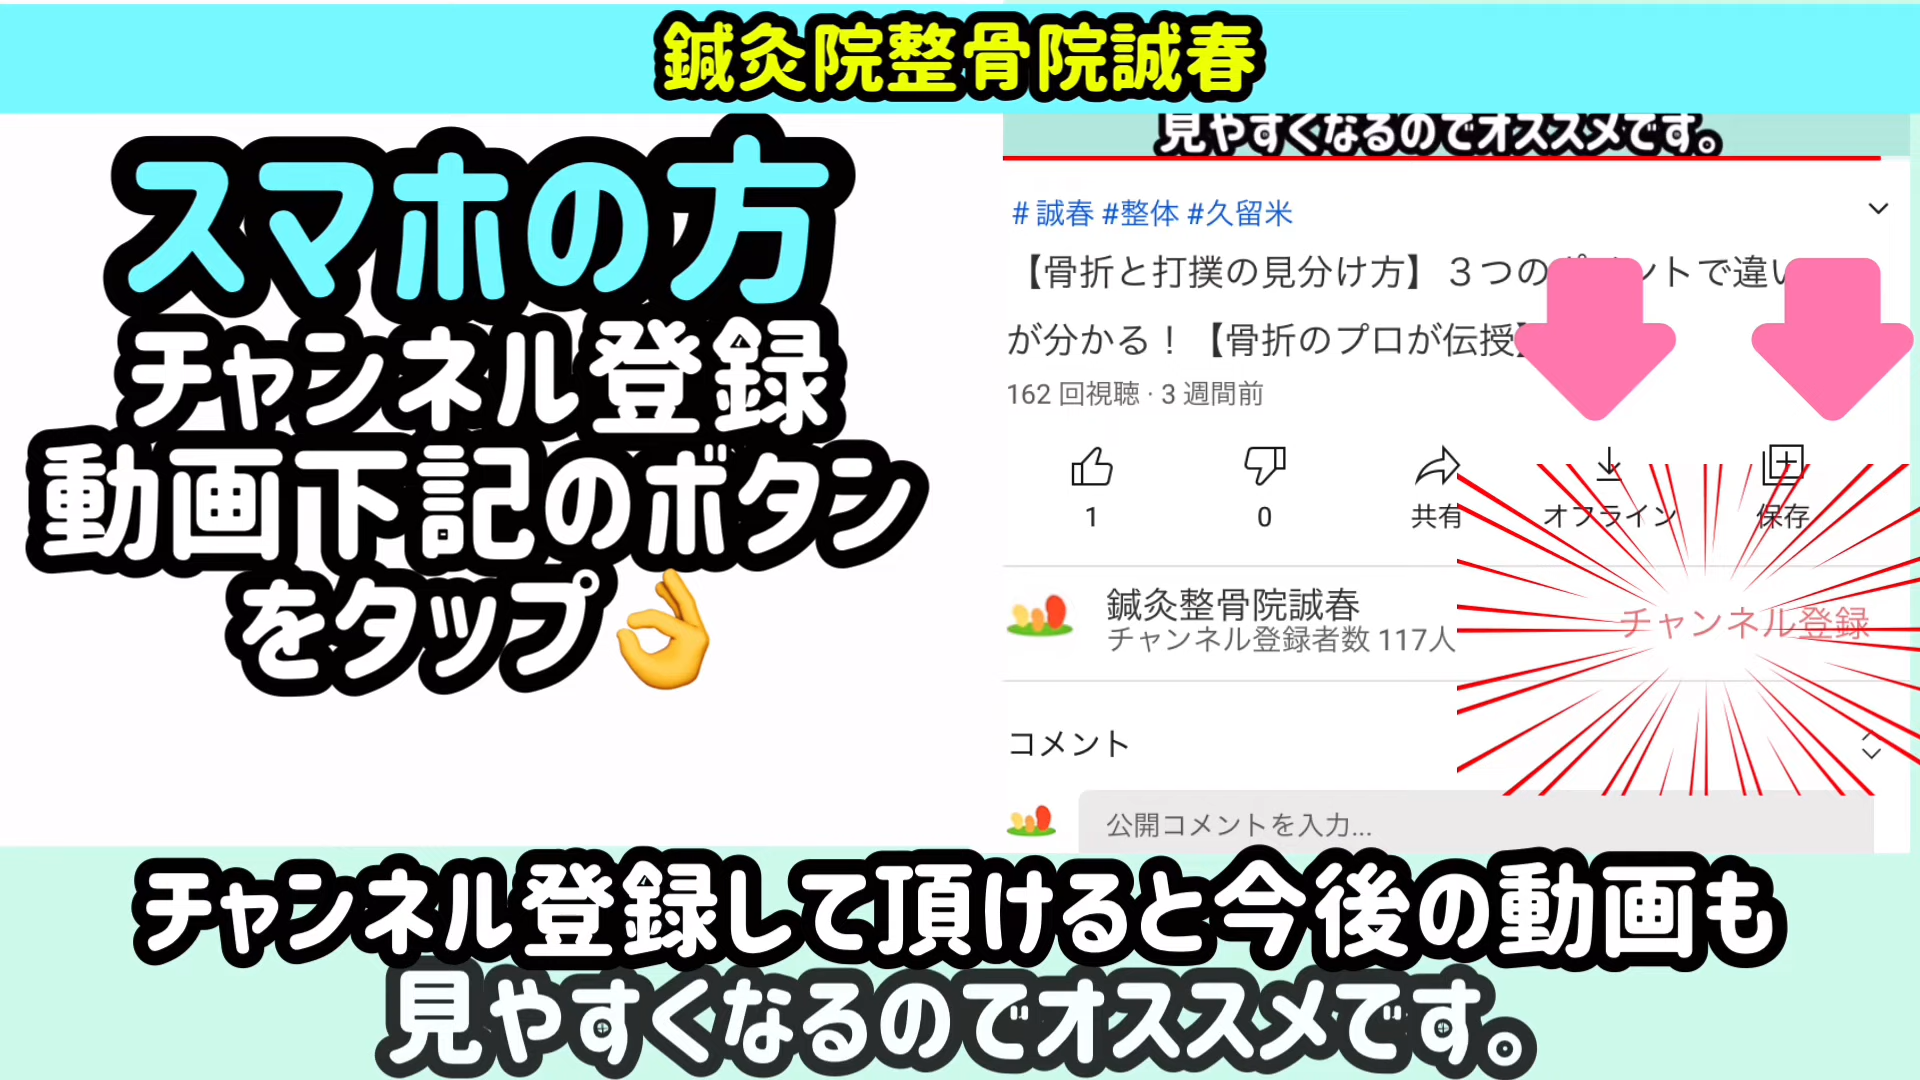 鍼灸院整骨院誠春
スマホの方
チャンネル登録
動画下記のボタン
をタップ👌
見やすくなるのでオススメです。
#誠春 #整体 #久留米
【骨折と打撲の見分け方】３つのポイントで違い
が分かる！【骨折のプロが伝授】
162 回視聴 · 3 週間前
1
0
共有
オフライン
保存
鍼灸整骨院誠春
チャンネル登録者数 117人
チャンネル登録
コメント
公開コメントを入力...
チャンネル登録して頂けると今後の動画も
見やすくなるのでオススメです。